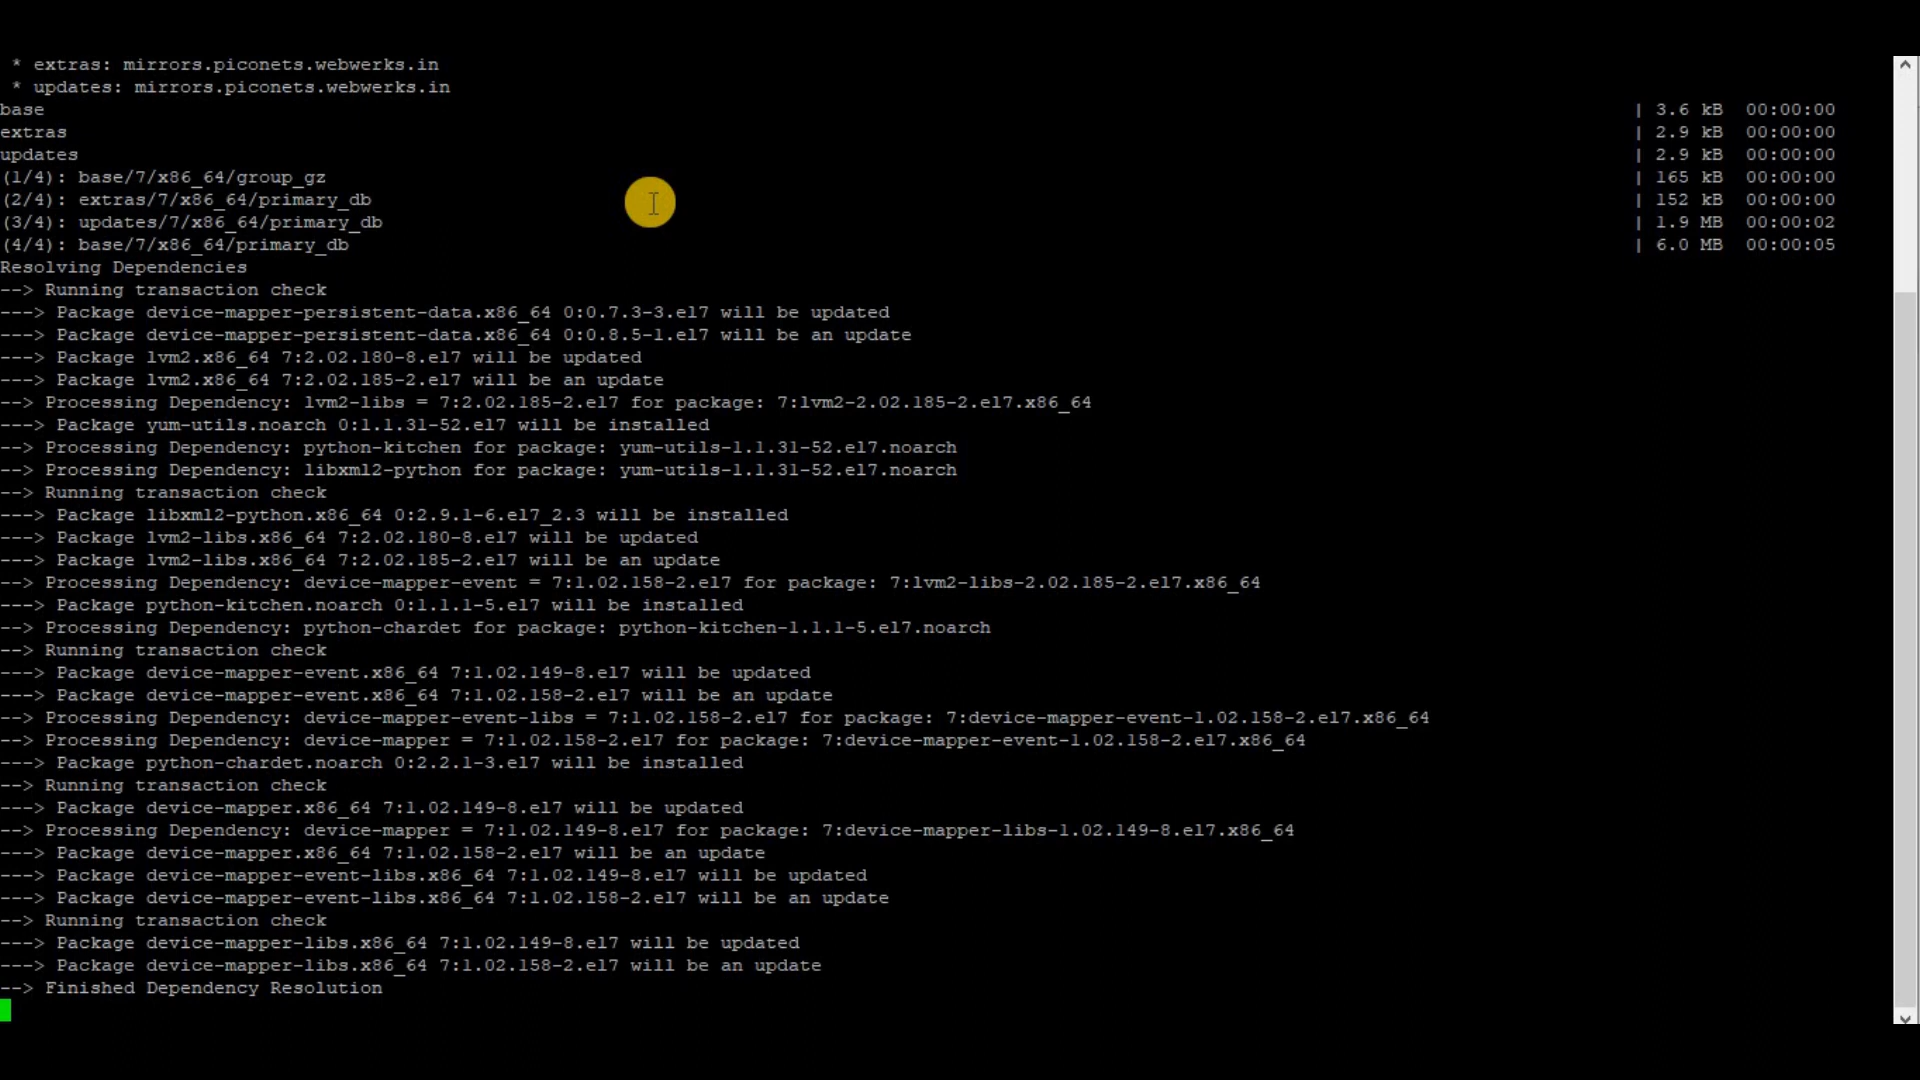 * extras: mirrors.piconets.webwerks.in
* updates: mirrors.piconets.webwerks.in
base | 3.6 kB 00:00:00
extras | 2.9 kB 00:00:00
updates | 2.9 kB 00:00:00
(1/4): base/7/x86_64/group_gz | 165 kB 00:00:00
(2/4): extras/7/x86_64/primary_db | 152 kB 00:00:00
(3/4): updates/7/x86_64/primary_db | 1.9 MB 00:00:02
(4/4): base/7/x86_64/primary_db | 6.0 MB 00:00:05
Resolving Dependencies
--> Running transaction check
---> Package device-mapper-persistent-data.x86_64 0:0.7.3-3.el7 will be updated
---> Package device-mapper-persistent-data.x86_64 0:0.8.5-1.el7 will be an update
---> Package lvm2.x86_64 7:2.02.180-8.el7 will be updated
---> Package lvm2.x86_64 7:2.02.185-2.el7 will be an update
--> Processing Dependency: lvm2-libs = 7:2.02.185-2.el7 for package: 7:lvm2-2.02.185-2.el7.x86_64
---> Package yum-utils.noarch 0:1.1.31-52.el7 will be installed
--> Processing Dependency: python-kitchen for package: yum-utils-1.1.31-52.el7.noarch
--> Processing Dependency: libxml2-python for package: yum-utils-1.1.31-52.el7.noarch
--> Running transaction check
---> Package libxml2-python.x86_64 0:2.9.1-6.el7_2.3 will be installed
---> Package lvm2-libs.x86_64 7:2.02.180-8.el7 will be updated
---> Package lvm2-libs.x86_64 7:2.02.185-2.el7 will be an update
--> Processing Dependency: device-mapper-event = 7:1.02.158-2.el7 for package: 7:lvm2-libs-2.02.185-2.el7.x86_64
---> Package python-kitchen.noarch 0:1.1.1-5.el7 will be installed
--> Processing Dependency: python-chardet for package: python-kitchen-1.1.1-5.el7.noarch
--> Running transaction check
---> Package device-mapper-event.x86_64 7:1.02.149-8.el7 will be updated
---> Package device-mapper-event.x86_64 7:1.02.158-2.el7 will be an update
--> Processing Dependency: device-mapper-event-libs = 7:1.02.158-2.el7 for package: 7:device-mapper-event-1.02.158-2.el7.x86_64
--> Processing Dependency: device-mapper = 7:1.02.158-2.el7 for package: 7:device-mapper-event-1.02.158-2.el7.x86_64
---> Package python-chardet.noarch 0:2.2.1-3.el7 will be installed
--> Running transaction check
---> Package device-mapper.x86_64 7:1.02.149-8.el7 will be updated
--> Processing Dependency: device-mapper = 7:1.02.149-8.el7 for package: 7:device-mapper-libs-1.02.149-8.el7.x86_64
---> Package device-mapper.x86_64 7:1.02.158-2.el7 will be an update
---> Package device-mapper-event-libs.x86_64 7:1.02.149-8.el7 will be updated
---> Package device-mapper-event-libs.x86_64 7:1.02.158-2.el7 will be an update
--> Running transaction check
---> Package device-mapper-libs.x86_64 7:1.02.149-8.el7 will be updated
---> Package device-mapper-libs.x86_64 7:1.02.158-2.el7 will be an update
--> Finished Dependency Resolution